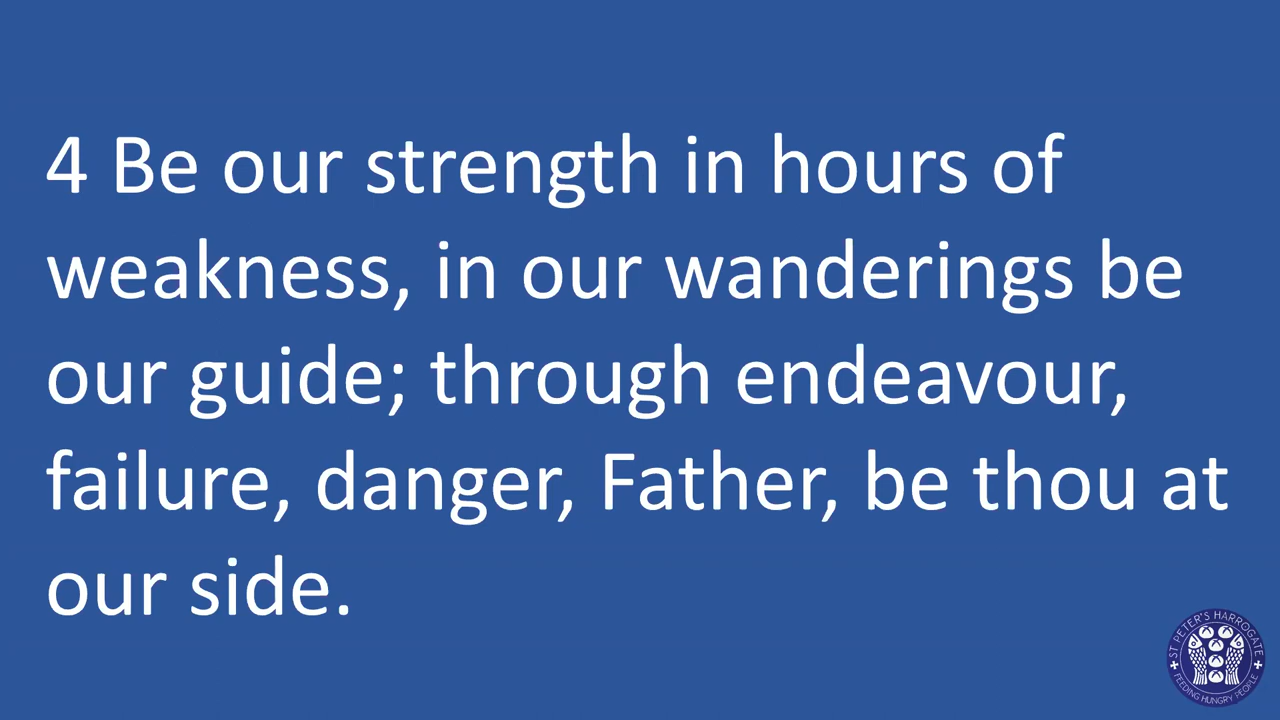 4 Be our strength in hours of
weakness, in our wanderings be
our guide; through endeavour,
failure, danger, Father, be thou at
our side.
ST PETER'S HARROGATE
FEEDING HUNGRY PEOPLE